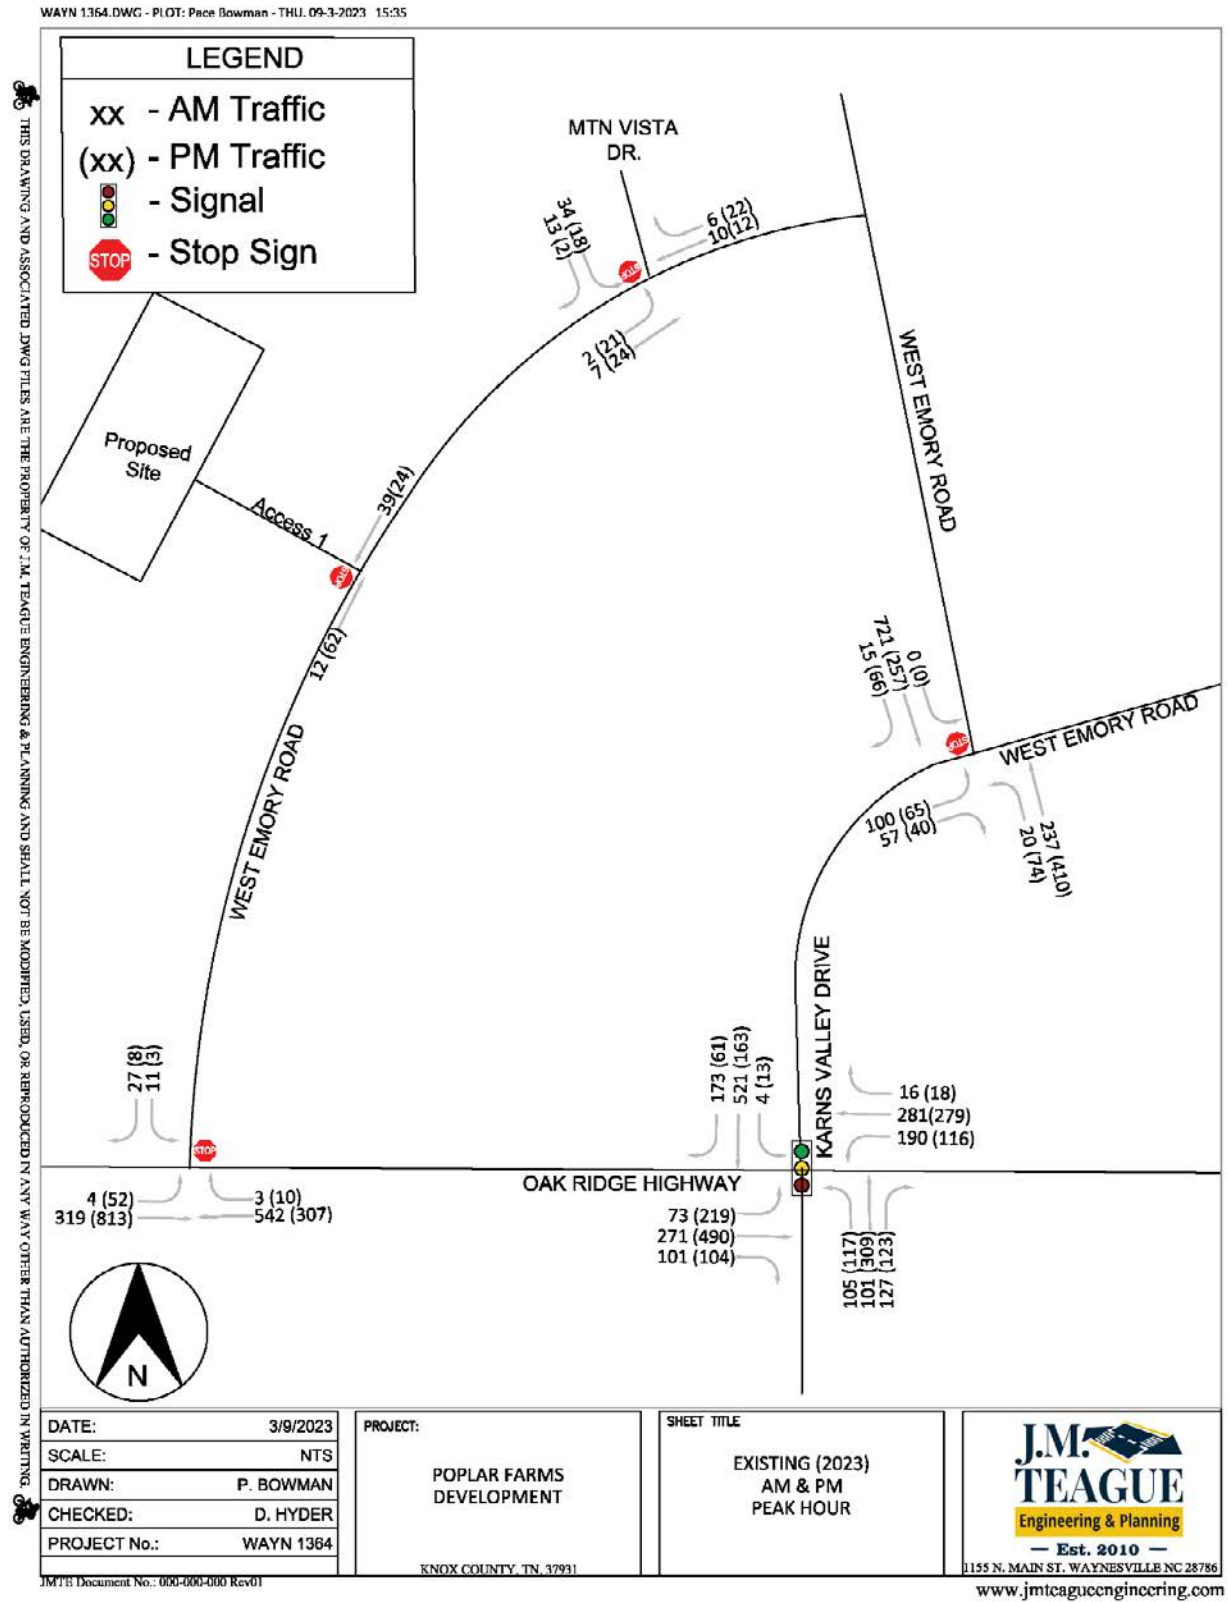 WAYN 1364.DWG - PLOT: Pace Bowman - THU. 09-3-2023 15:35
LEGEND
xx - AM Traffic
(xx) - PM Traffic
- Signal
STOP - Stop Sign
THIS DRAWING AND ASSOCIATED .DWG FILES ARE THE PROPERTY OF J.M. TEAGUE ENGINEERING & PLANNING AND SHALL NOT BE MODIFIED, USED, OR REPRODUCED IN ANY WAY OTHER THAN AUTHORIZED IN WRITING.
MTN VISTA
DR.
34 (18)
13 (2)
6 (22)
10(12)
STOP
2 (21)
7 (24)
Proposed
Site
Access 1
39(24)
STOP
12 (62)
WEST EMORY ROAD
WEST EMORY ROAD
0 (0)
721 (257)
15 (66)
STOP
WEST EMORY ROAD
100 (65)
57 (40)
237 (410)
20 (74)
KARNS VALLEY DRIVE
27 (8)
11 (3)
STOP
4 (52)
319 (813)
3 (10)
542 (307)
173 (61)
521 (163)
4 (13)
16 (18)
281(279)
190 (116)
OAK RIDGE HIGHWAY
73 (219)
271 (490)
101 (104)
105 (117)
101 (309)
127 (123)
N
DATE: 3/9/2023
SCALE: NTS
DRAWN: P. BOWMAN
CHECKED: D. HYDER
PROJECT No.: WAYN 1364
PROJECT:
POPLAR FARMS
DEVELOPMENT
KNOX COUNTY, TN, 37931
SHEET TITLE
EXISTING (2023)
AM & PM
PEAK HOUR
J.M.
TEAGUE
Engineering & Planning
— Est. 2010 —
1155 N. MAIN ST. WAYNESVILLE NC 28786
JMTE Document No.: 000-000-000 Rev01
www.jmteagueengineering.com